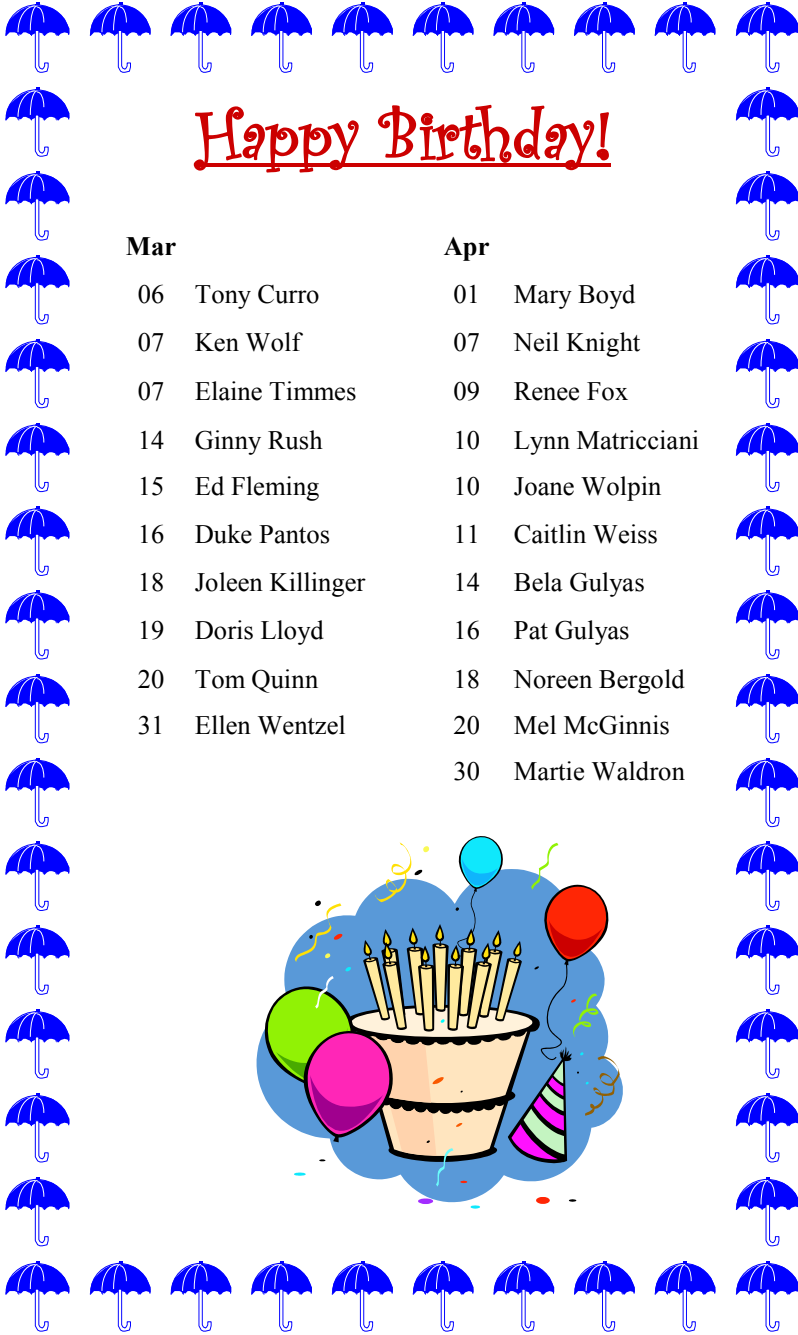 Happy Birthday!
Mar
06 Tony Curro
07 Ken Wolf
07 Elaine Timmes
14 Ginny Rush
15 Ed Fleming
16 Duke Pantos
18 Joleen Killinger
19 Doris Lloyd
20 Tom Quinn
31 Ellen Wentzel
Apr
01 Mary Boyd
07 Neil Knight
09 Renee Fox
10 Lynn Matricciani
10 Joane Wolpin
11 Caitlin Weiss
14 Bela Gulyas
16 Pat Gulyas
18 Noreen Bergold
20 Mel McGinnis
30 Martie Waldron